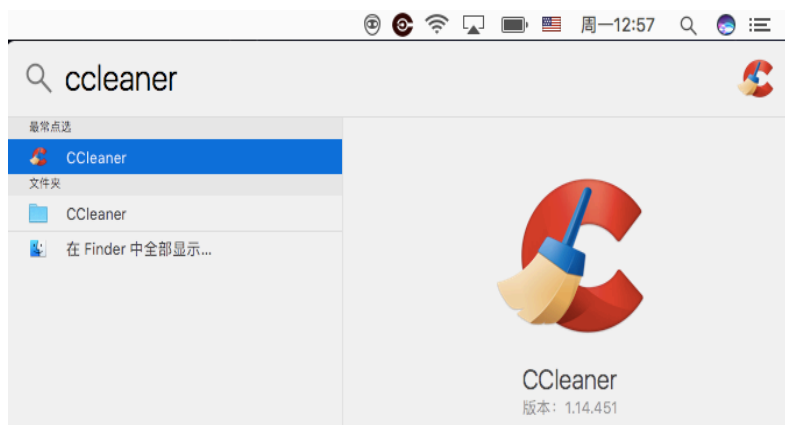 周一12:57
ccleaner
最常点选
CCleaner
文件夹
CCleaner
在 Finder 中全部显示...
CCleaner
版本：1.14.451